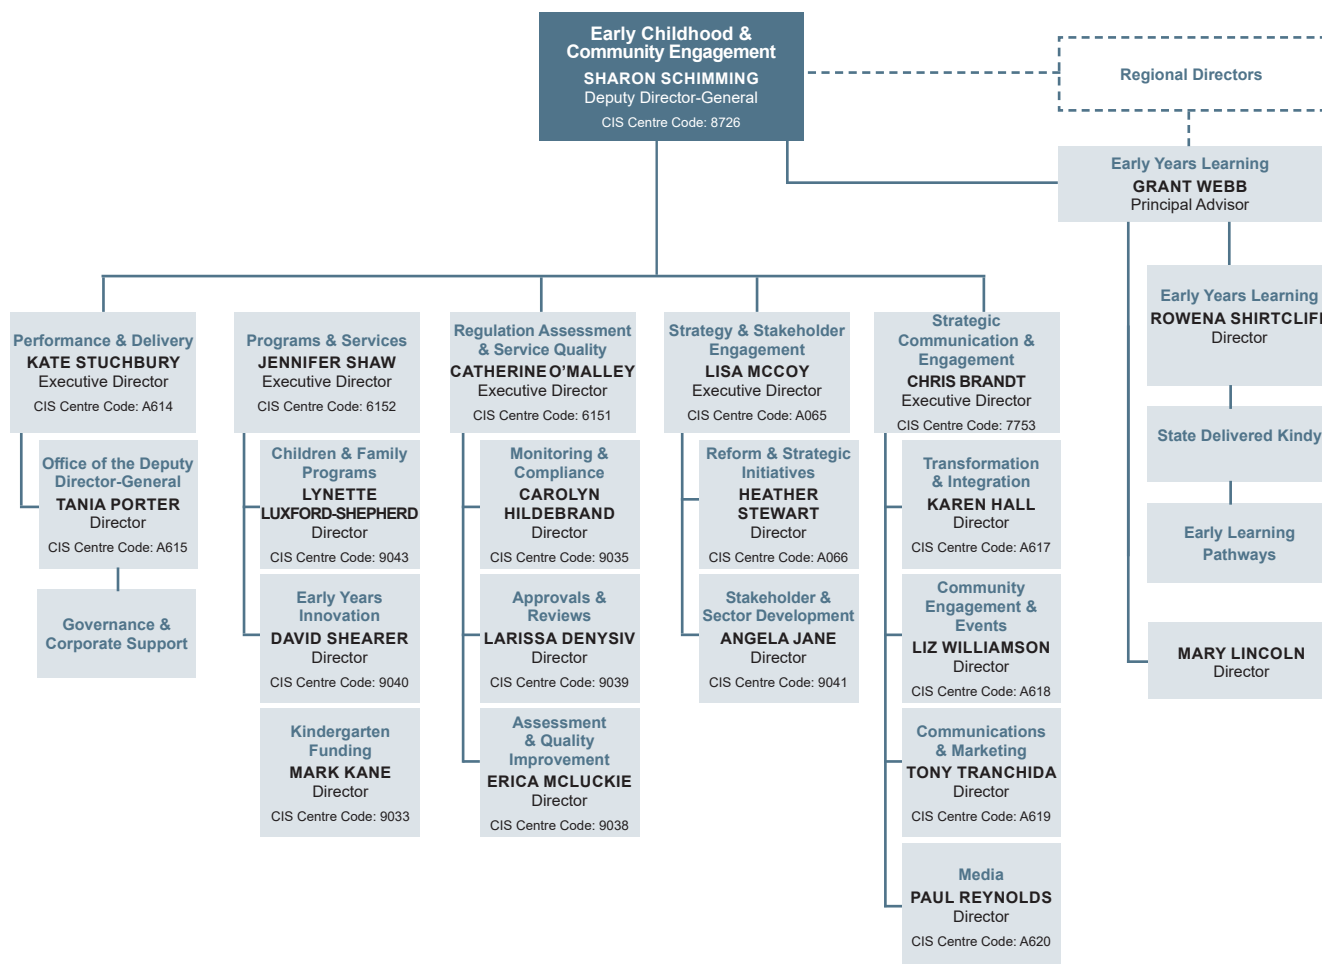 Early Childhood &
Community Engagement
SHARON SCHIMMING
Deputy Director-General
CIS Centre Code: 8726
Regional Directors
Early Years Learning
GRANT WEBB
Principal Advisor
Early Years Learning
ROWENA SHIRTCLIFF
Director
State Delivered Kindy
Early Learning
Pathways
MARY LINCOLN
Director
Performance & Delivery
KATE STUCHBURY
Executive Director
CIS Centre Code: A614
Office of the Deputy
Director-General
TANIA PORTER
Director
CIS Centre Code: A615
Governance &
Corporate Support
Programs & Services
JENNIFER SHAW
Executive Director
CIS Centre Code: 6152
Children & Family
Programs
LYNETTE
LUXFORD-SHEPHERD
Director
CIS Centre Code: 9043
Early Years
Innovation
DAVID SHEARER
Director
CIS Centre Code: 9040
Kindergarten
Funding
MARK KANE
Director
CIS Centre Code: 9033
Regulation Assessment
& Service Quality
CATHERINE O’MALLEY
Executive Director
CIS Centre Code: 6151
Monitoring &
Compliance
CAROLYN
HILDEBRAND
Director
CIS Centre Code: 9035
Approvals &
Reviews
LARISSA DENYSIV
Director
CIS Centre Code: 9039
Assessment
& Quality
Improvement
ERICA MCLUCKIE
Director
CIS Centre Code: 9038
Strategy & Stakeholder
Engagement
LISA MCCOY
Executive Director
CIS Centre Code: A065
Reform & Strategic
Initiatives
HEATHER
STEWART
Director
CIS Centre Code: A066
Stakeholder &
Sector Development
ANGELA JANE
Director
CIS Centre Code: 9041
Strategic
Communication &
Engagement
CHRIS BRANDT
Executive Director
CIS Centre Code: 7753
Transformation
& Integration
KAREN HALL
Director
CIS Centre Code: A617
Community
Engagement &
Events
LIZ WILLIAMSON
Director
CIS Centre Code: A618
Communications
& Marketing
TONY TRANCHIDA
Director
CIS Centre Code: A619
Media
PAUL REYNOLDS
Director
CIS Centre Code: A620